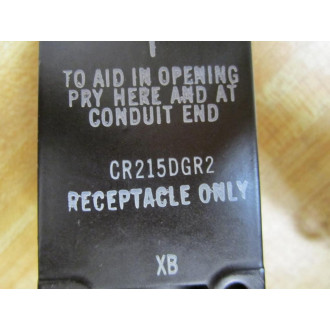 TO AID IN OPENING
PRY HERE AND AT
CONDUIT END
CR215DGR2
RECEPTACLE ONLY
XB